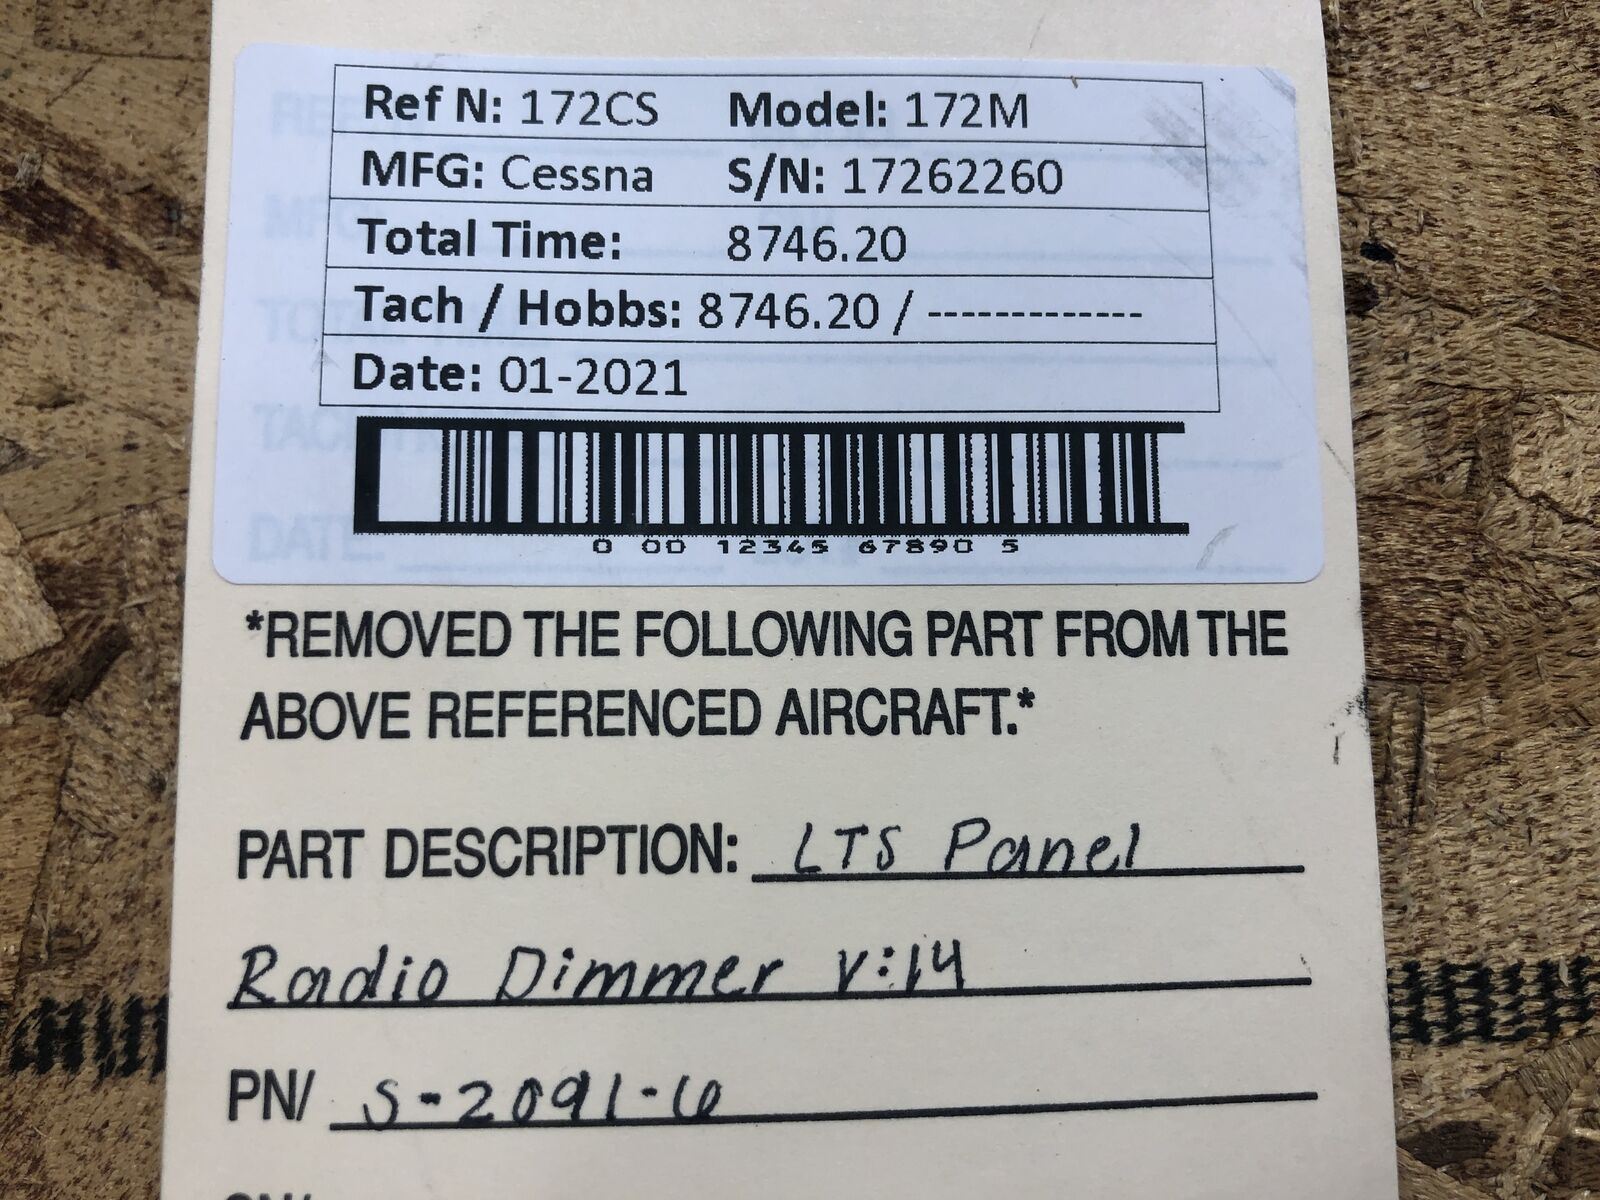 Ref N: 172CS Model: 172M
MFG: Cessna S/N: 17262260
Total Time: 8746.20
Tach / Hobbs: 8746.20 / -------------
Date: 01-2021
0 00 12345 67890 5
*REMOVED THE FOLLOWING PART FROM THE
ABOVE REFERENCED AIRCRAFT.*
PART DESCRIPTION: LTS Panel
Radio Dimmer V:14
PN/ S-2091-6